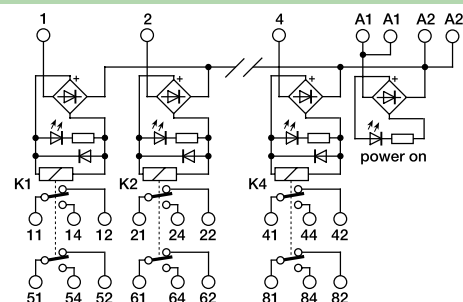 1 2 4 A1 A1 A2 A2
+ + + +
power on
K1 K2 K4
11 14 12 21 24 22 41 44 42
51 54 52 61 64 62 81 84 82